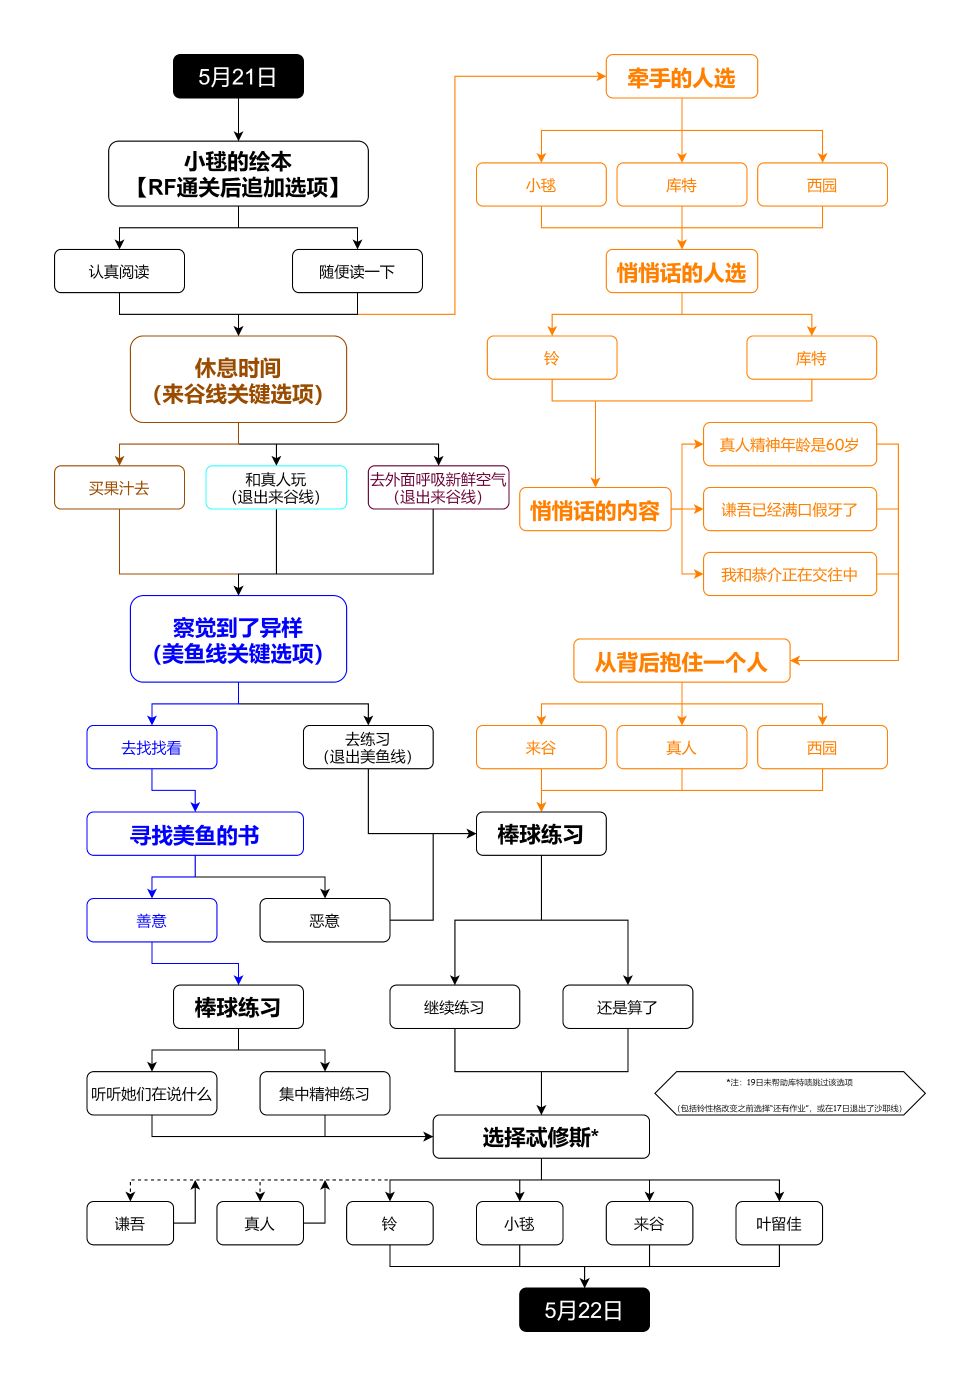 5月21日
小毬的绘本
【RF通关后追加选项】
认真阅读
随便读一下
休息时间
（来谷线关键选项）
买果汁去
和真人玩
（退出来谷线）
去外面呼吸新鲜空气
（退出来谷线）
察觉到了异样
（美鱼线关键选项）
去找找看
去练习
（退出美鱼线）
寻找美鱼的书
善意
恶意
棒球练习
听听她们在说什么
集中精神练习
牵手的人选
小毬
库特
西园
悄悄话的人选
铃
库特
悄悄话的内容
真人精神年龄是60岁
谦吾已经满口假牙了
我和恭介正在交往中
从背后抱住一个人
来谷
真人
西园
棒球练习
继续练习
还是算了
*注：19日未帮助库特啧跳过该选项
（包括铃性格改变之前选择“还有作业”，或在17日退出了沙耶线）
选择忒修斯*
谦吾
真人
铃
小毬
来谷
叶留佳
5月22日